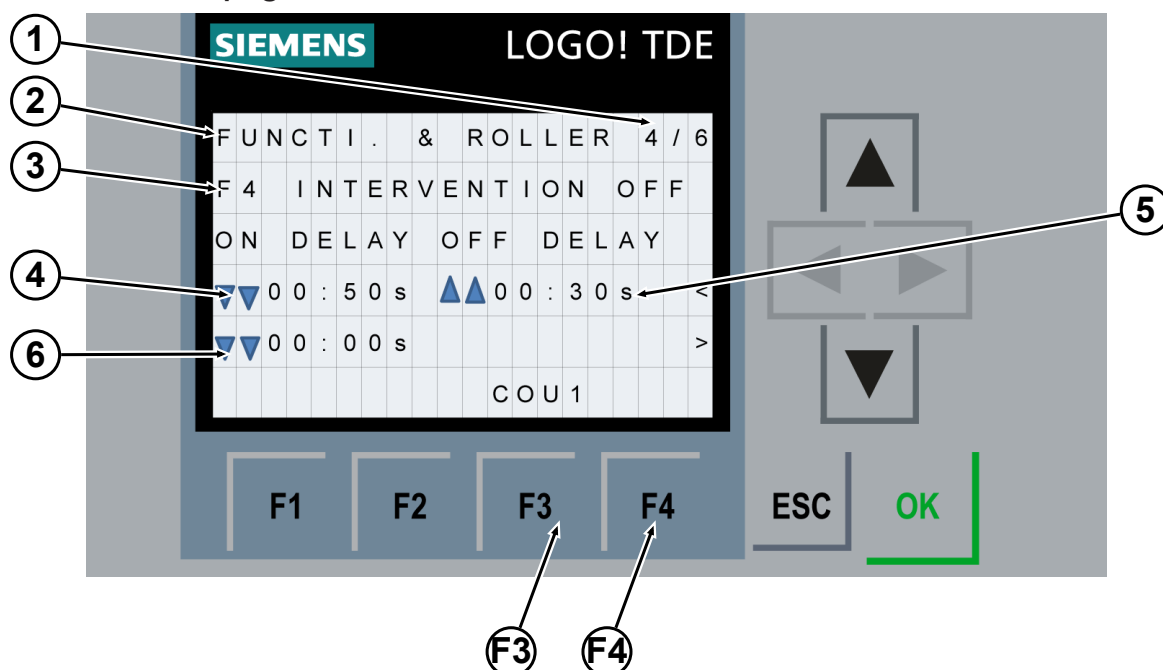 SIEMENS LOGO! TDE
FUNCTI. & ROLLER 4/6
F4 INTERVENTION OFF
ON DELAY OFF DELAY
00:50s 00:30s <
00:00s >
COU1
F1 F2 F3 F4 ESC OK
1
2
3
4
5
6
F3 F4